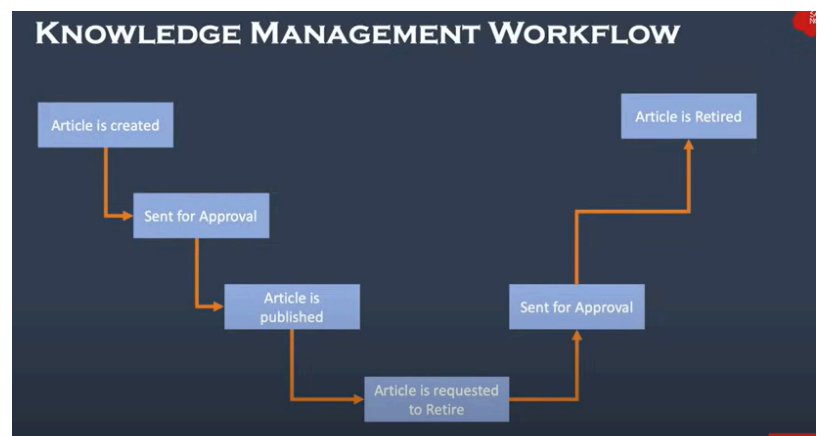 KNOWLEDGE MANAGEMENT WORKFLOW
Article is created
Sent for Approval
Article is
published
Article is requested
to Retire
Sent for Approval
Article is Retired